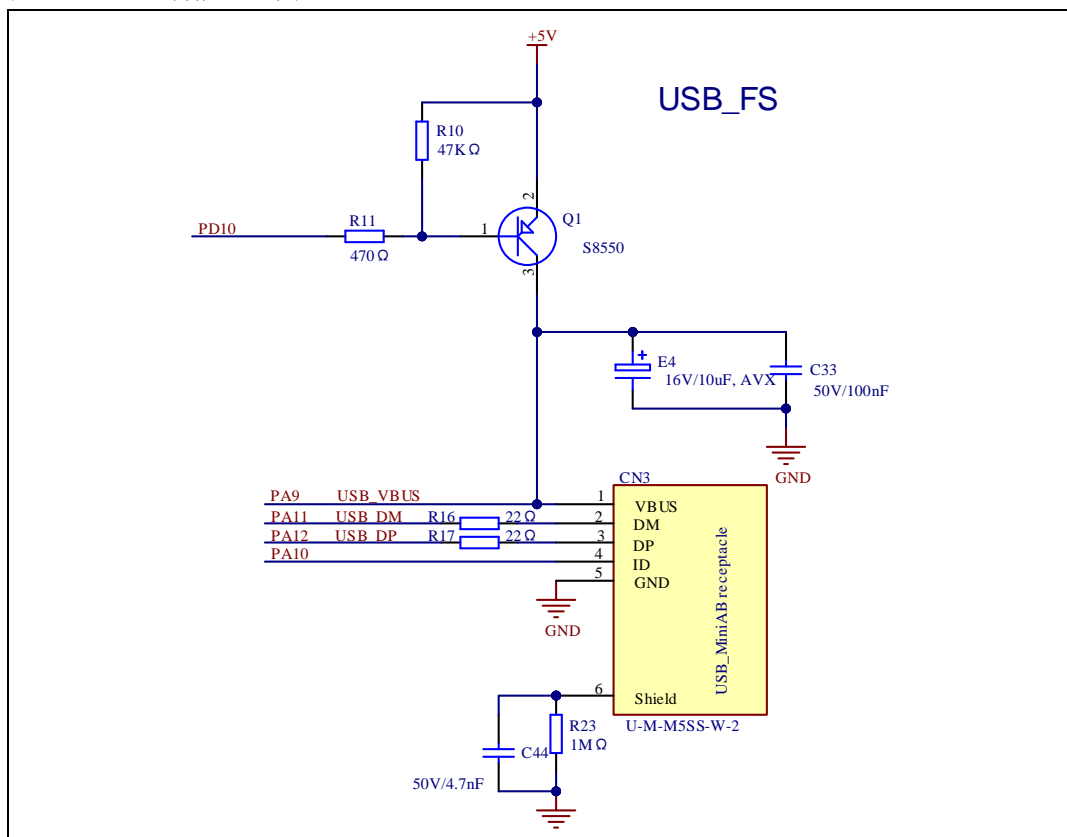 +5V
USB_FS
R10
47KΩ
2
PD10
R11
1
Q1
470Ω
S8550
3
E4
16V/10uF, AVX
C33
50V/100nF
GND
CN3
PA9
USB_VBUS
1
VBUS
PA11
USB_DM
R16
22Ω
2
DM
PA12
USB_DP
R17
22Ω
3
DP
PA10
4
ID
5
GND
GND
USB_MiniAB receptacle
6
Shield
U-M-M5SS-W-2
R23
1MΩ
C44
50V/4.7nF